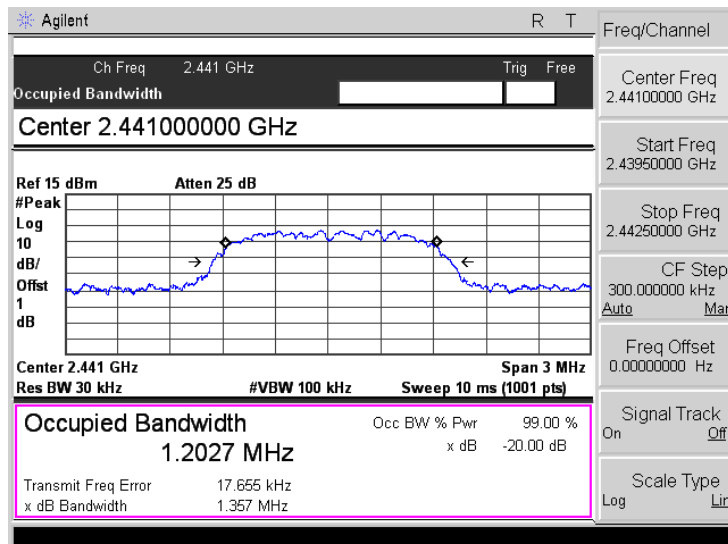 Agilent R T
Ch Freq 2.441 GHz Trig Free
Occupied Bandwidth
Center 2.441000000 GHz
Ref 15 dBm Atten 25 dB
#Peak
Log
10
dB/
Offst
1
dB
Center 2.441 GHz Span 3 MHz
Res BW 30 kHz #VBW 100 kHz Sweep 10 ms (1001 pts)
Occupied Bandwidth Occ BW % Pwr 99.00 %
1.2027 MHz x dB -20.00 dB
Transmit Freq Error 17.655 kHz
x dB Bandwidth 1.357 MHz
Freq/Channel
Center Freq
2.44100000 GHz
Start Freq
2.43950000 GHz
Stop Freq
2.44250000 GHz
CF Step
300.000000 kHz
Auto Man
Freq Offset
0.00000000 Hz
Signal Track
On Off
Scale Type
Log Lin